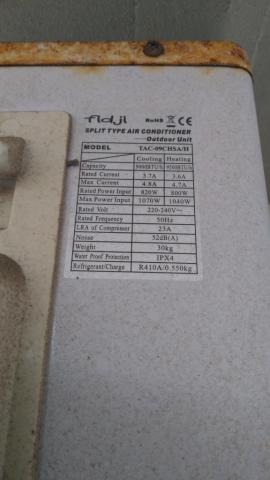 fldjl RoHS CE
SPLIT TYPE AIR CONDITIONER
Outdoor Unit
MODEL TAC-09CHSA/H
Cooling Heating
Capacity 9000BTU/h 9200BTU/h
Rated Current 3.7A 3.6A
Max Current 4.8A 4.7A
Rated Power Input 820W 800W
Max Power Input 1070W 1040W
Rated Volt 220-240V~
Rated Frequency 50Hz
LRA of Compressor 23A
Noise 52dB(A)
Weight 30kg
Water Proof Protection IPX4
Refrigerant/Charge R410A/0.550kg